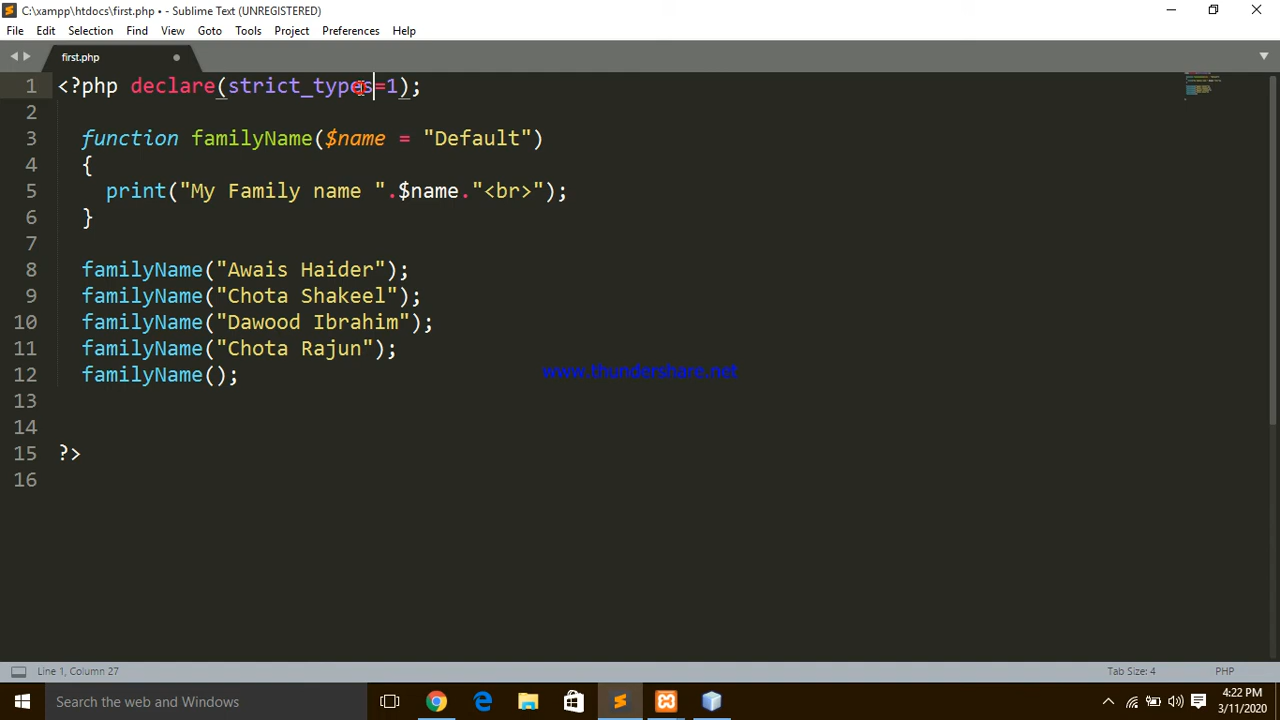 C:\xampp\htdocs\first.php • - Sublime Text (UNREGISTERED)
File Edit Selection Find View Goto Tools Project Preferences Help
first.php
1 <?php declare(strict_types=1);
2
3 function familyName($name = "Default")
4 {
5 print("My Family name ".$name."<br>");
6 }
7
8 familyName("Awais Haider");
9 familyName("Chota Shakeel");
10 familyName("Dawood Ibrahim");
11 familyName("Chota Rajun");
12 familyName();
www.thundershare.net
13
14
15 ?>
16
Line 1, Column 27 Tab Size: 4 PHP
Search the web and Windows
4:22 PM
3/11/2020